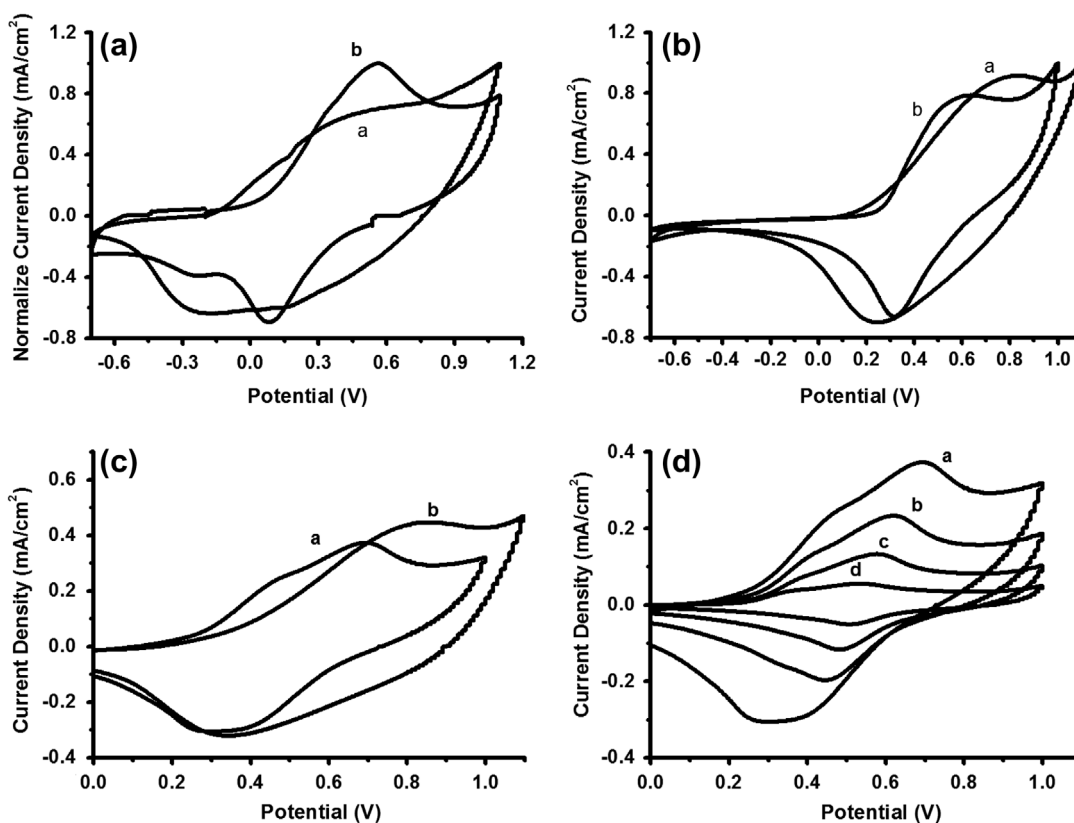 (a)
Normalize Current Density (mA/cm²)
1.2
0.8
0.4
0.0
-0.4
-0.8
b
a
-0.6
-0.3
0.0
0.3
0.6
0.9
1.2
Potential (V)
(b)
Current Density (mA/cm²)
1.2
0.8
0.4
0.0
-0.4
-0.8
a
b
-0.6
-0.4
-0.2
0.0
0.2
0.4
0.6
0.8
1.0
Potential (V)
(c)
Current Density (mA/cm²)
0.6
0.4
0.2
0.0
-0.2
-0.4
a
b
0.0
0.2
0.4
0.6
0.8
1.0
Potential (V)
(d)
Current Density (mA/cm²)
0.4
0.2
0.0
-0.2
-0.4
a
b
c
d
0.0
0.2
0.4
0.6
0.8
1.0
Potential (V)